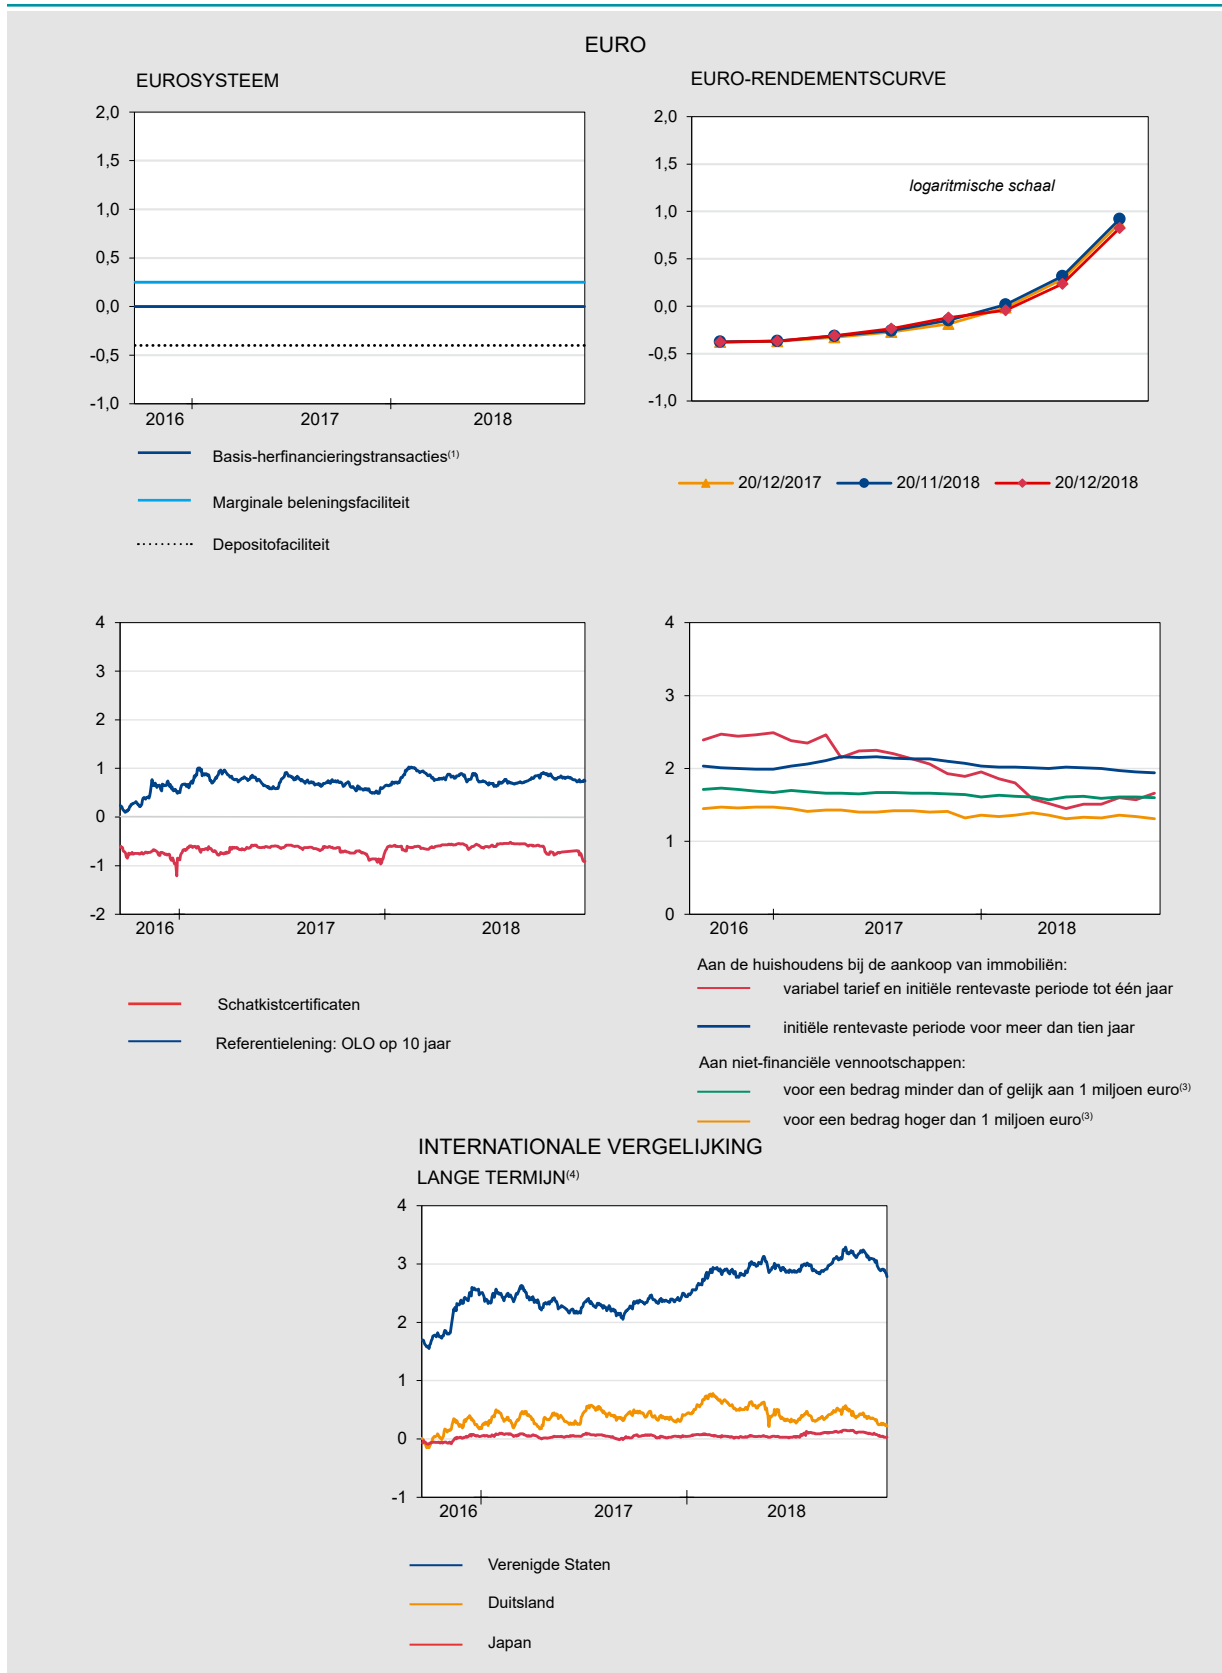 EURO
EUROSYSTEEM
2,0
1,5
1,0
0,5
0,0
-0,5
-1,0
2016 2017 2018
Basis-herfinancieringstransacties(1)
Marginale beleningsfaciliteit
Depositofaciliteit
EURO-RENDEMENTSCURVE
2,0
1,5
logaritmische schaal
1,0
0,5
0,0
-0,5
-1,0
20/12/2017 20/11/2018 20/12/2018
4
3
2
1
0
-1
-2
2016 2017 2018
Schatkistcertificaten
Referentielening: OLO op 10 jaar
4
3
2
1
0
2016 2017 2018
Aan de huishoudens bij de aankoop van immobiliën:
variabel tarief en initiële rentevaste periode tot één jaar
initiële rentevaste periode voor meer dan tien jaar
Aan niet-financiële vennootschappen:
voor een bedrag minder dan of gelijk aan 1 miljoen euro(3)
voor een bedrag hoger dan 1 miljoen euro(3)
INTERNATIONALE VERGELIJKING
LANGE TERMIJN(4)
4
3
2
1
0
-1
2016 2017 2018
Verenigde Staten
Duitsland
Japan